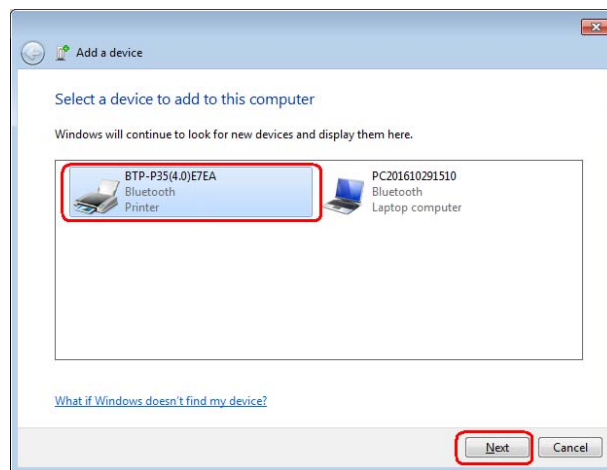 Add a device
Select a device to add to this computer
Windows will continue to look for new devices and display them here.
BTP-P35(4.0)E7EA
Bluetooth
Printer
PC201610291510
Bluetooth
Laptop computer
What if Windows doesn't find my device?
Next
Cancel